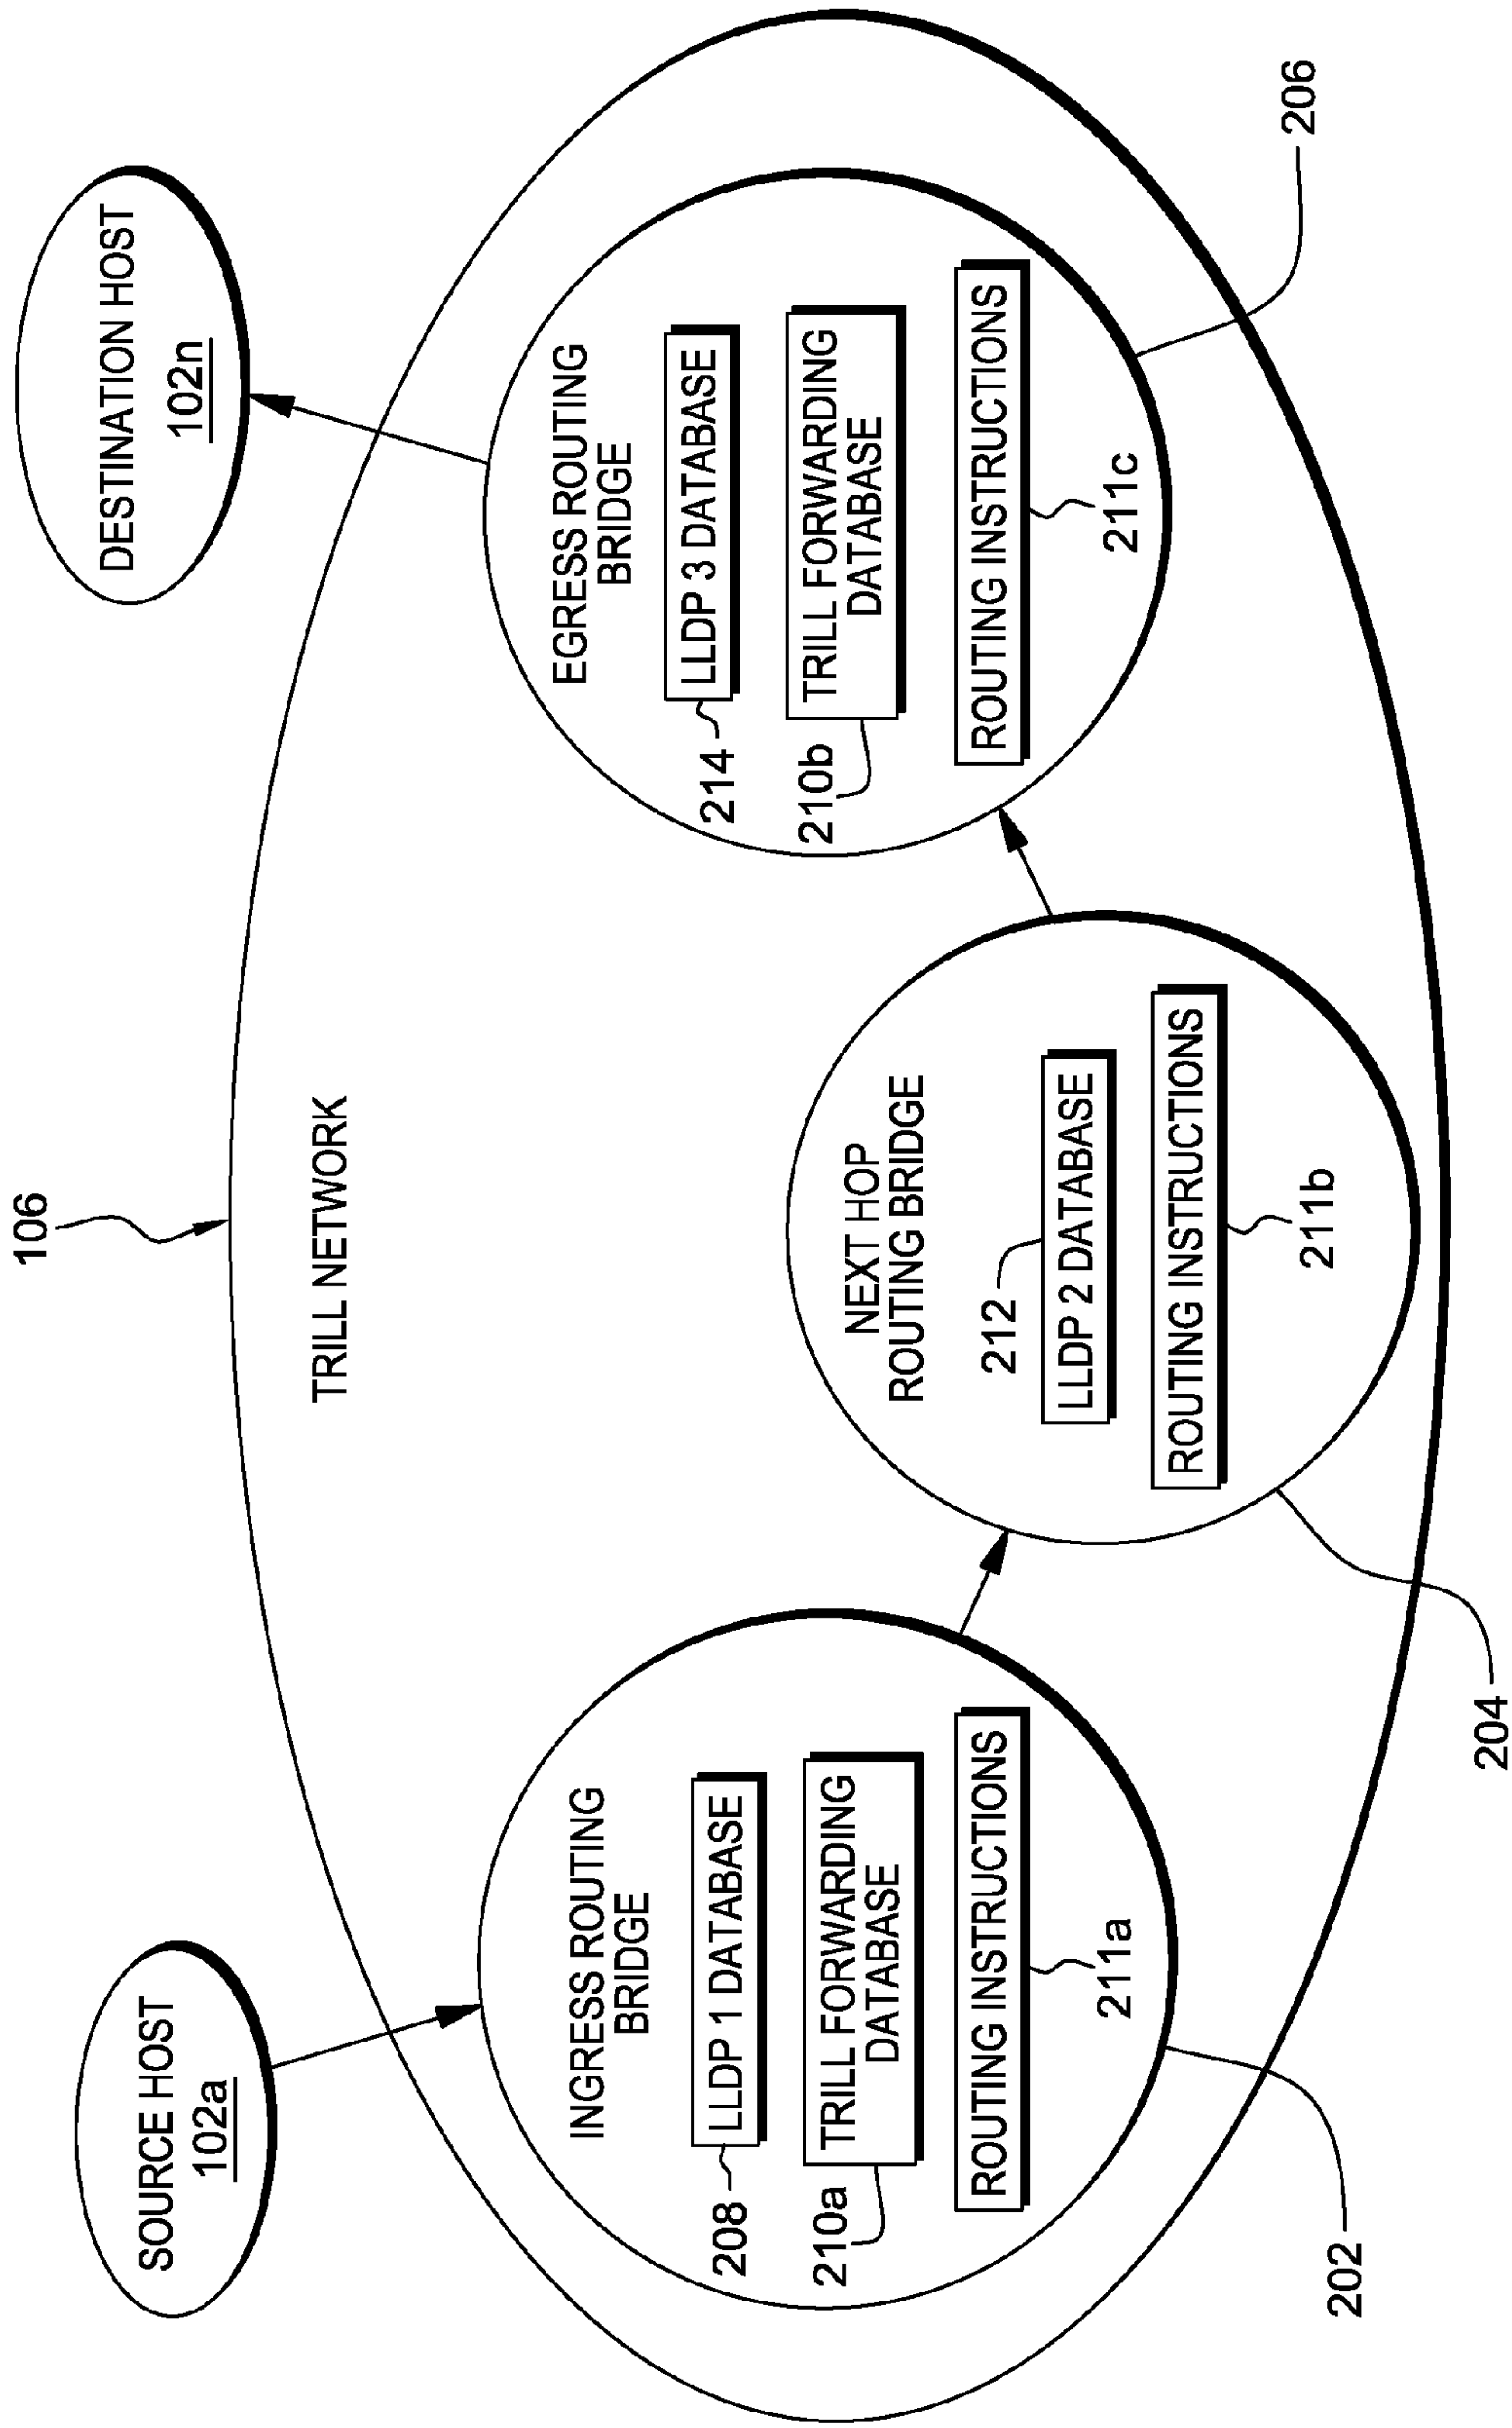 106
SOURCE HOST
102a
DESTINATION HOST
102n
TRILL NETWORK
INGRESS ROUTING
BRIDGE
208
LLDP 1 DATABASE
210a
TRILL FORWARDING
DATABASE
ROUTING INSTRUCTIONS
211a
202
NEXT HOP
ROUTING BRIDGE
212
LLDP 2 DATABASE
ROUTING INSTRUCTIONS
211b
204
EGRESS ROUTING
BRIDGE
214
LLDP 3 DATABASE
210b
TRILL FORWARDING
DATABASE
ROUTING INSTRUCTIONS
211c
206